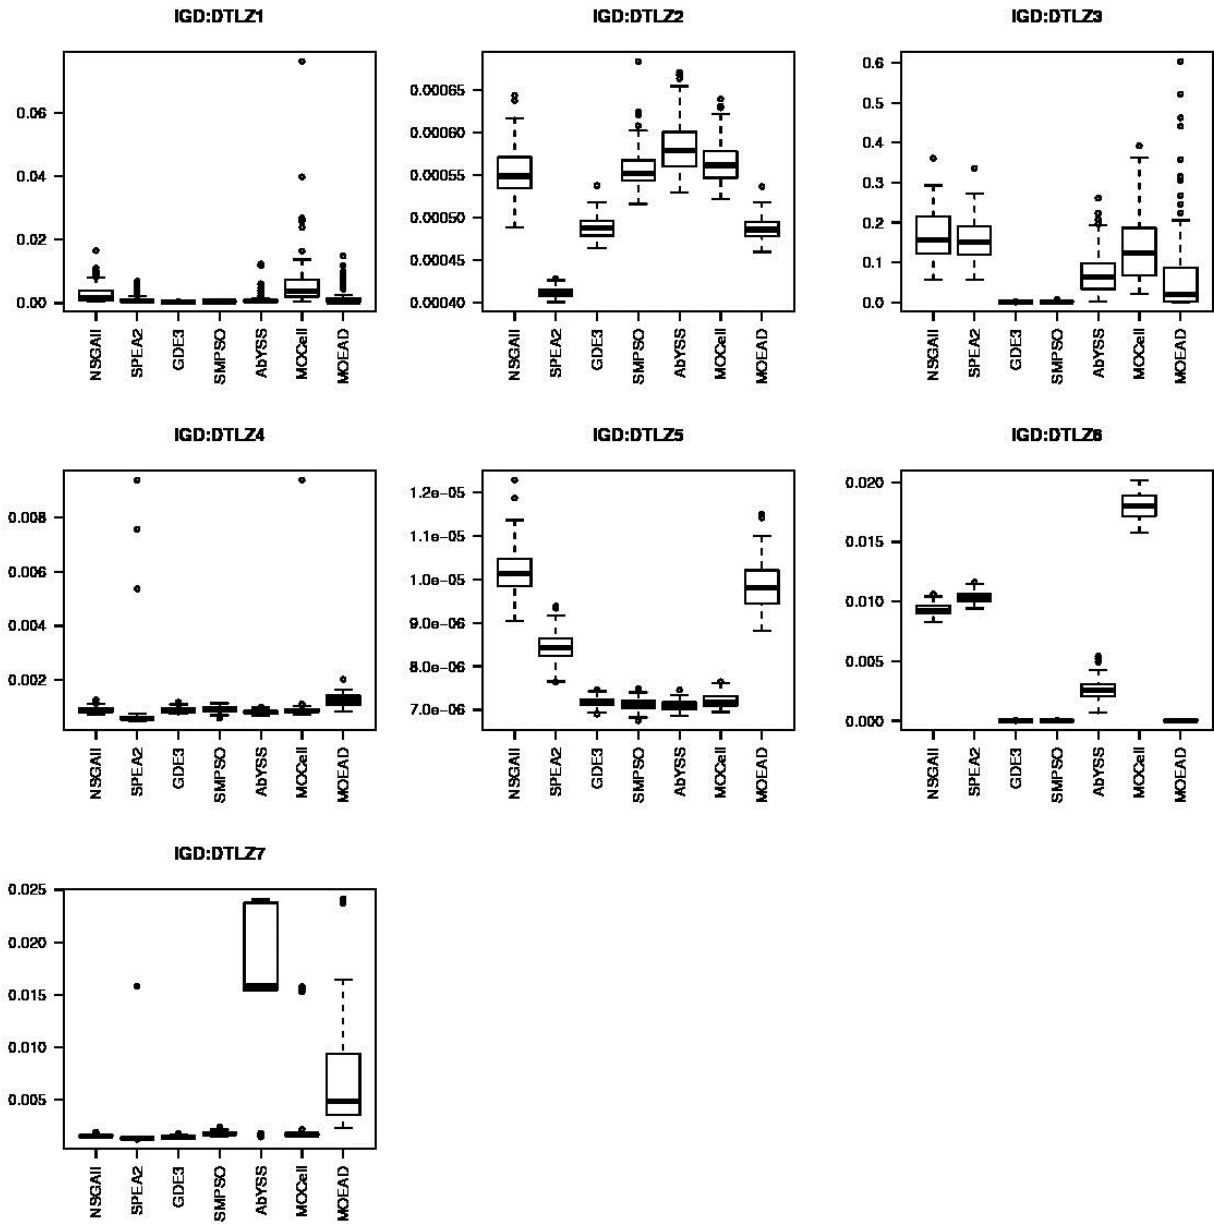 IGD:DTLZ1
0.06
0.04
0.02
0.00
NSGAII
SPEA2
GDE3
SMPSO
AbYSS
MOCell
MOEAD
IGD:DTLZ2
0.00065
0.00060
0.00055
0.00050
0.00045
0.00040
NSGAII
SPEA2
GDE3
SMPSO
AbYSS
MOCell
MOEAD
IGD:DTLZ3
0.6
0.5
0.4
0.3
0.2
0.1
0.0
NSGAII
SPEA2
GDE3
SMPSO
AbYSS
MOCell
MOEAD
IGD:DTLZ4
0.008
0.006
0.004
0.002
NSGAII
SPEA2
GDE3
SMPSO
AbYSS
MOCell
MOEAD
IGD:DTLZ5
1.2e−05
1.1e−05
1.0e−05
9.0e−06
8.0e−06
7.0e−06
NSGAII
SPEA2
GDE3
SMPSO
AbYSS
MOCell
MOEAD
IGD:DTLZ6
0.020
0.015
0.010
0.005
0.000
NSGAII
SPEA2
GDE3
SMPSO
AbYSS
MOCell
MOEAD
IGD:DTLZ7
0.025
0.020
0.015
0.010
0.005
NSGAII
SPEA2
GDE3
SMPSO
AbYSS
MOCell
MOEAD